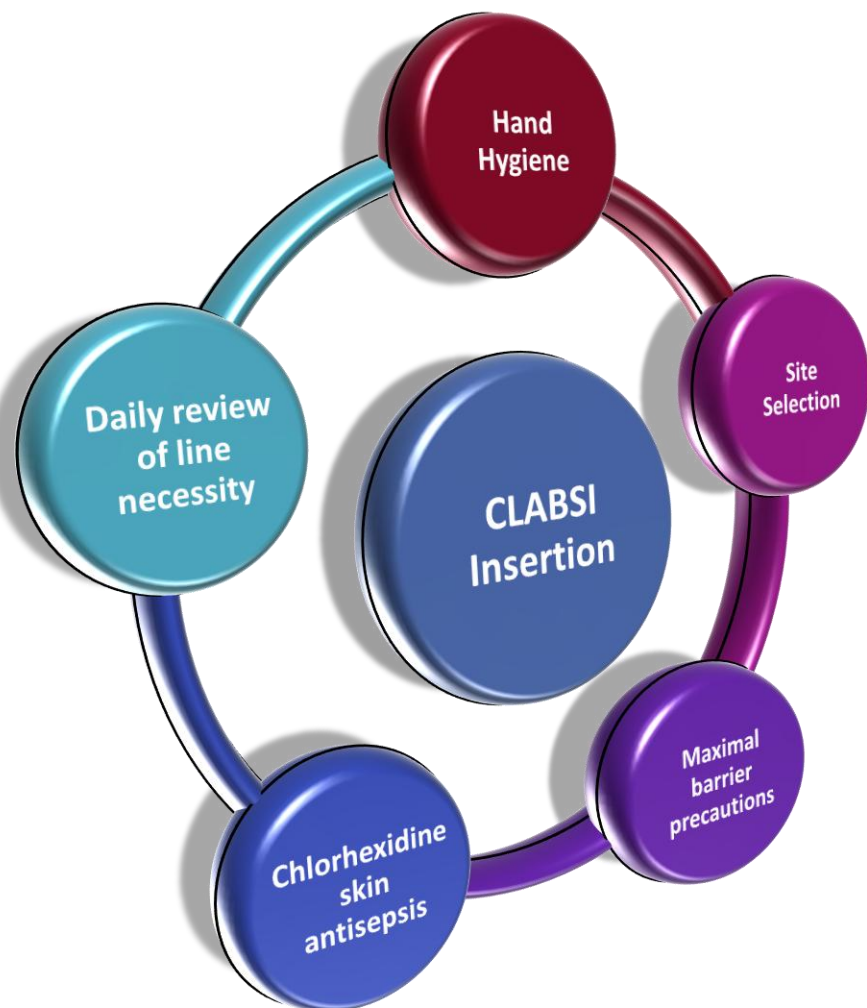 Hand
Hygiene
Site
Selection
Maximal
barrier
precautions
Chlorhexidine
skin
antisepsis
Daily review
of line
necessity
CLABSI
Insertion